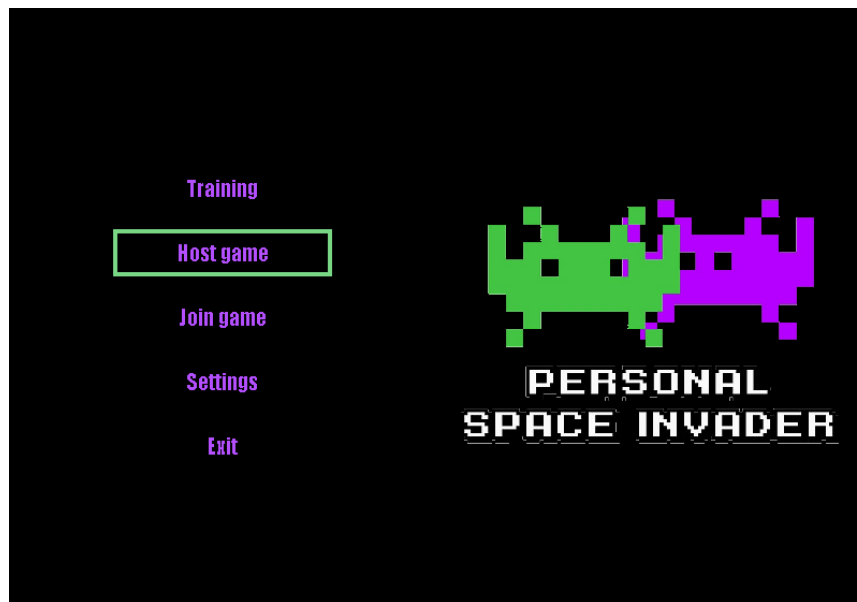 Training
Host game
Join game
Settings
Exit
PERSONAL
SPACE INVADER